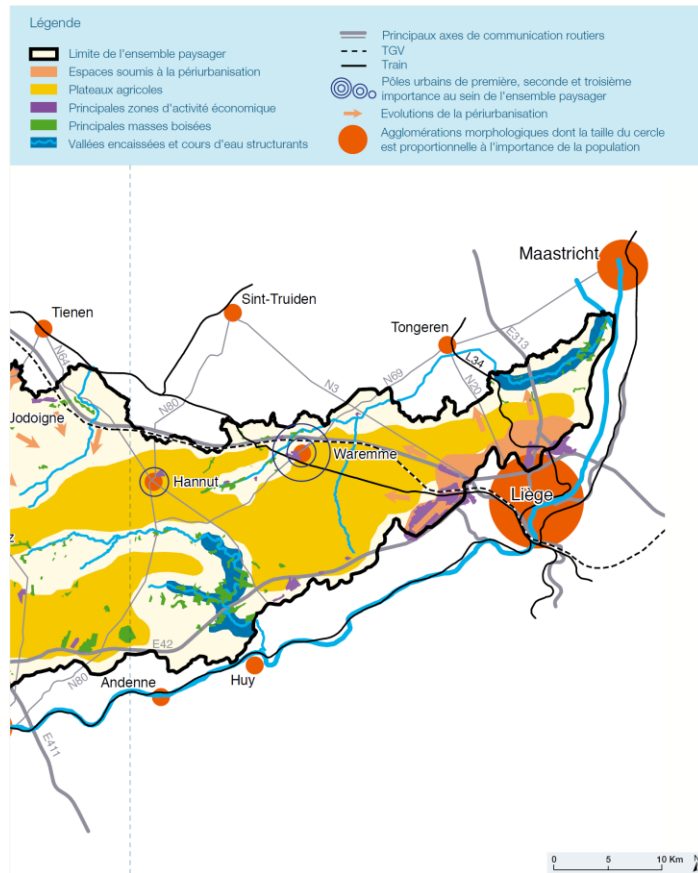 Légende
Limite de l'ensemble paysager
Espaces soumis à la périurbanisation
Plateaux agricoles
Principales zones d'activité économique
Principales masses boisées
Vallées encaissées et cours d'eau structurants
Principaux axes de communication routiers
TGV
Train
Pôles urbains de première, seconde et troisième
importance au sein de l'ensemble paysager
Evolutions de la périurbanisation
Agglomérations morphologiques dont la taille du cercle
est proportionnelle à l'importance de la population
Maastricht
Sint-Truiden
Tienen
Tongeren
E313
L34
N64
N69
N20
N80
N3
Jodoigne
Waremme
Hannut
Liège
z
E42
Huy
Andenne
N80
E411
0 5 10 Km
N